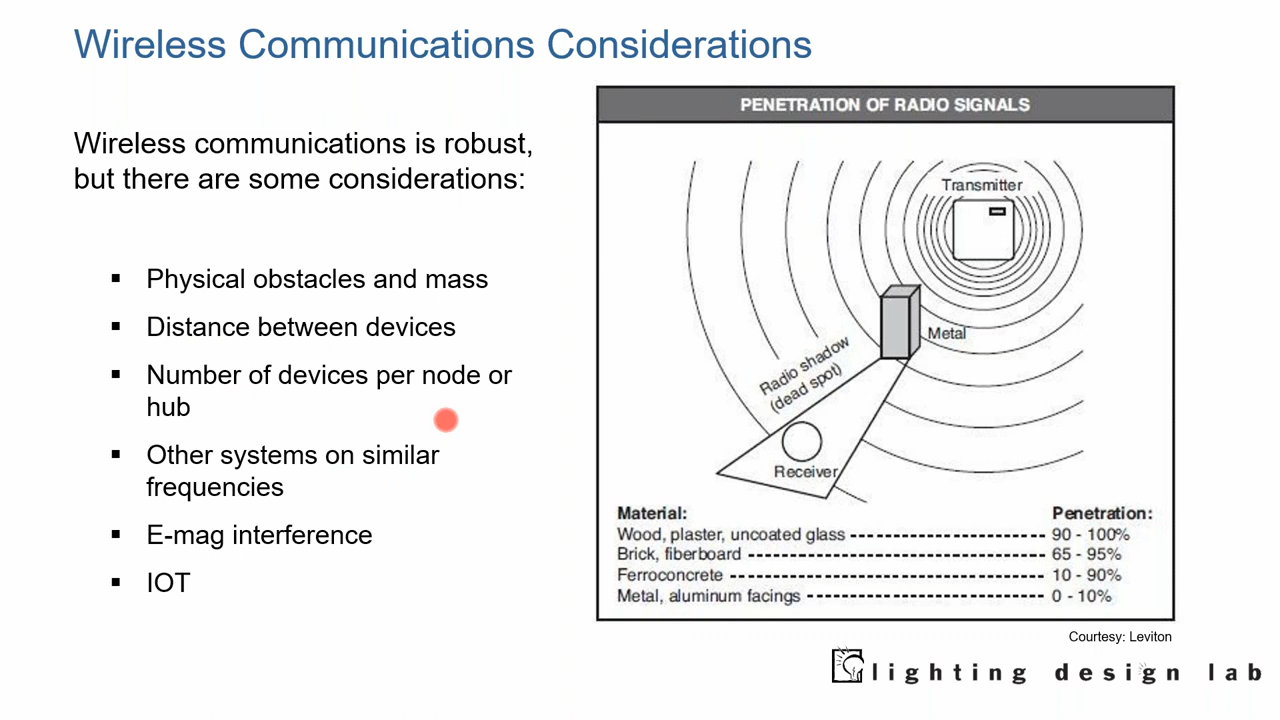 Wireless Communications Considerations
Wireless communications is robust,
but there are some considerations:
▪ Physical obstacles and mass
▪ Distance between devices
▪ Number of devices per node or
hub
▪ Other systems on similar
frequencies
▪ E-mag interference
▪ IOT
PENETRATION OF RADIO SIGNALS
Transmitter
Metal
Radio shadow
(dead spot)
Receiver
Material: Penetration:
Wood, plaster, uncoated glass 90 - 100%
Brick, fiberboard 65 - 95%
Ferroconcrete 10 - 90%
Metal, aluminum facings 0 - 10%
Courtesy: Leviton
lighting design lab